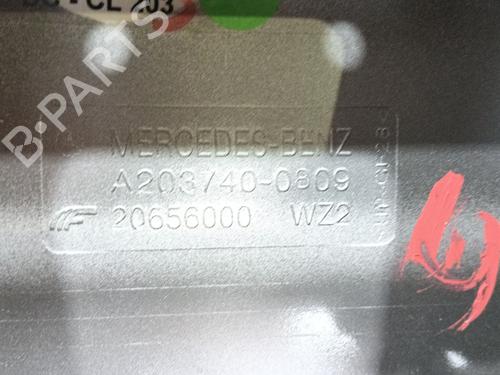 CL 203
B-PARTS
MERCEDES-BENZ
A203740-0809
20656000 WZ2